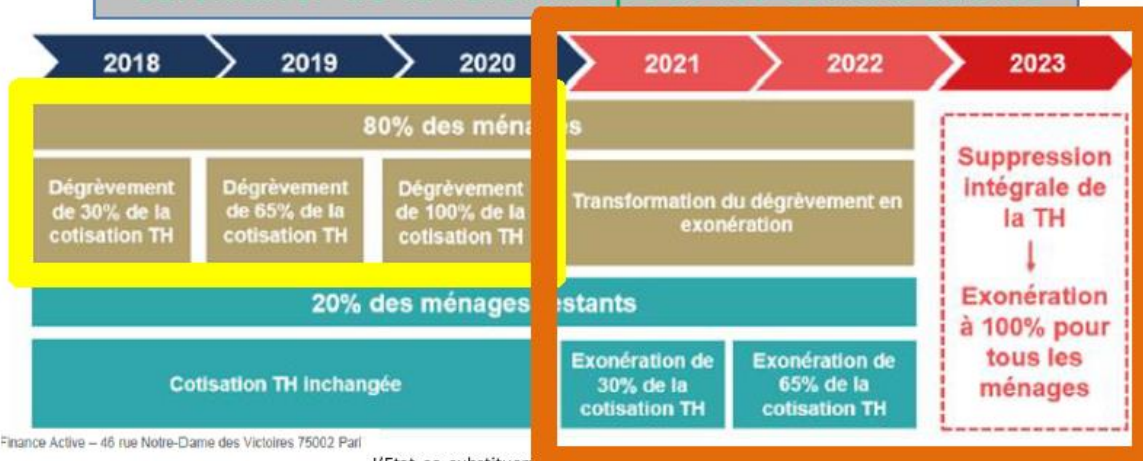 2018 2019 2020 2021 2022 2023
80% des ména es
Dégrèvement
de 30% de la
cotisation TH
Dégrèvement
de 65% de la
cotisation TH
Dégrèvement
de 100% de la
cotisation TH
Transformation du dégrèvement en
exonération
20% des ménages estants
Cotisation TH inchangée
Exonération de
30% de la
cotisation TH
Exonération de
65% de la
cotisation TH
Suppression
intégrale de
la TH
Exonération
à 100% pour
tous les
ménages
Finance Active – 46 rue Notre-Dame des Victoires 75002 Pari